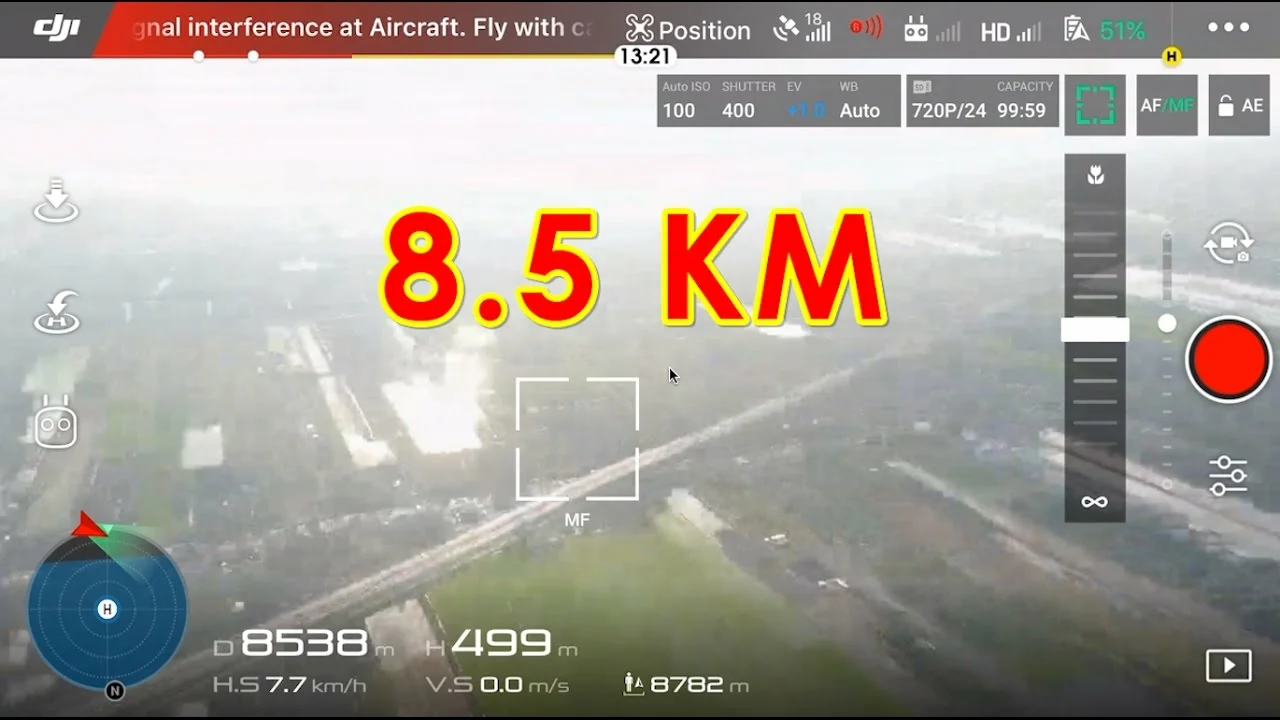 dji
gnal interference at Aircraft. Fly with ca
Position
18
HD
51%
13:21
H
Auto ISO SHUTTER EV WB
100 400 +1.0 Auto
CAPACITY
720P/24 99:59
AF/MF
AE
8.5 KM
MF
H
N
D 8538 m H 499 m
H.S 7.7 km/h V.S 0.0 m/s 8782 m